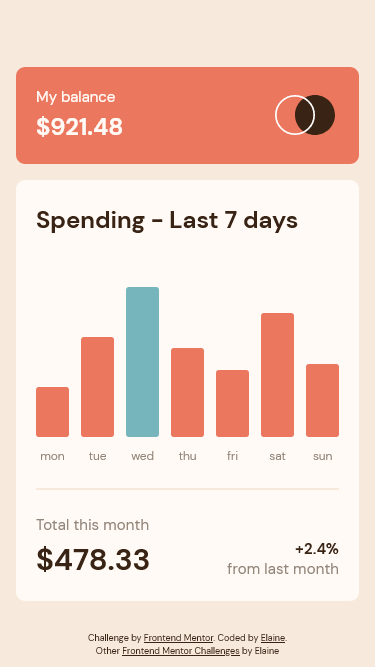 My balance
$921.48
Spending - Last 7 days
mon tue wed thu fri sat sun
Total this month
$478.33
+2.4%
from last month
Challenge by Frontend Mentor. Coded by Elaine.
Other Frontend Mentor Challenges by Elaine